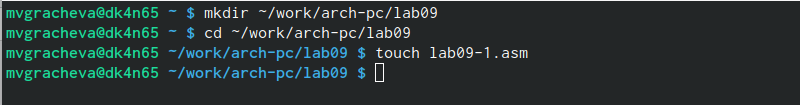 mvgracheva@dk4n65 ~ $ mkdir ~/work/arch-pc/lab09
mvgracheva@dk4n65 ~ $ cd ~/work/arch-pc/lab09
mvgracheva@dk4n65 ~/work/arch-pc/lab09 $ touch lab09-1.asm
mvgracheva@dk4n65 ~/work/arch-pc/lab09 $